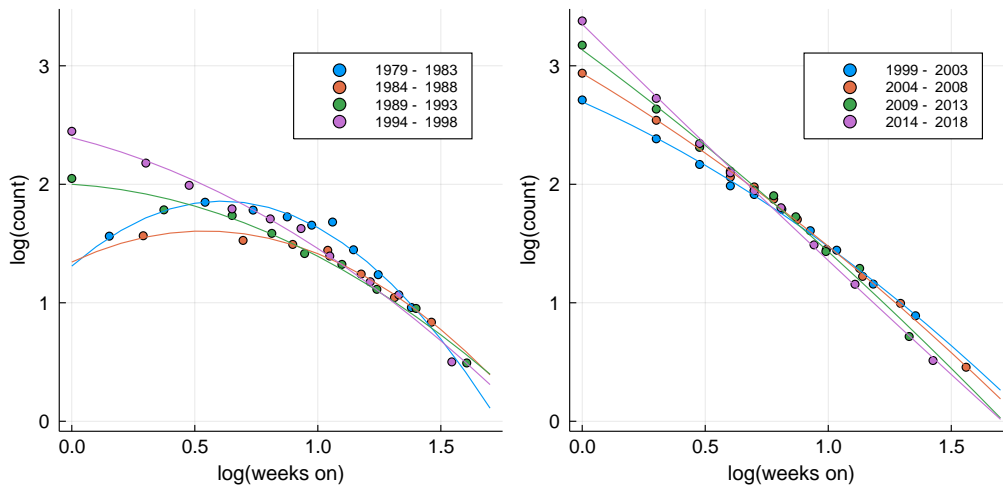 3
2
1
0
log(count)
0.0 0.5 1.0 1.5
log(weeks on)
1979 - 1983
1984 - 1988
1989 - 1993
1994 - 1998
3
2
1
0
log(count)
0.0 0.5 1.0 1.5
log(weeks on)
1999 - 2003
2004 - 2008
2009 - 2013
2014 - 2018